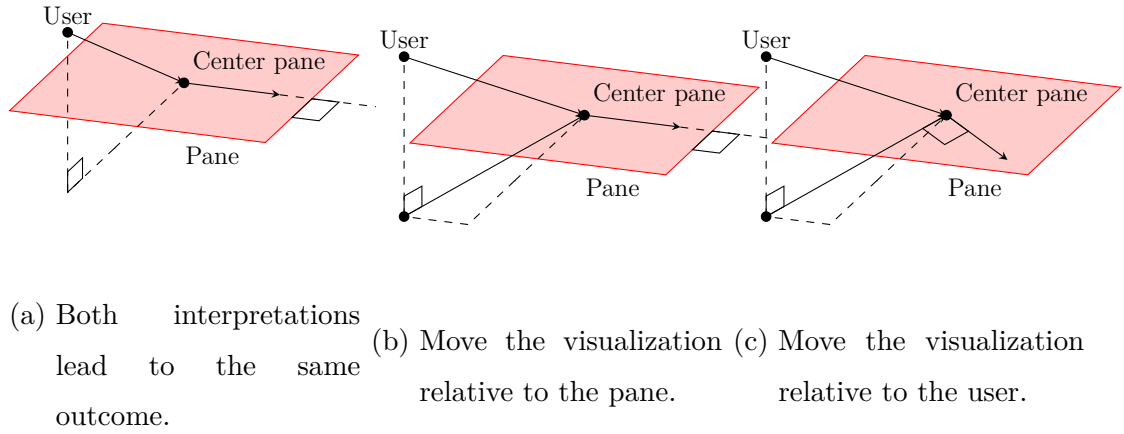 User
Center pane
Pane
User
Center pane
Pane
User
Center pane
Pane
(a) Both interpretations
lead to the same
outcome.
(b) Move the visualization
relative to the pane.
(c) Move the visualization
relative to the user.